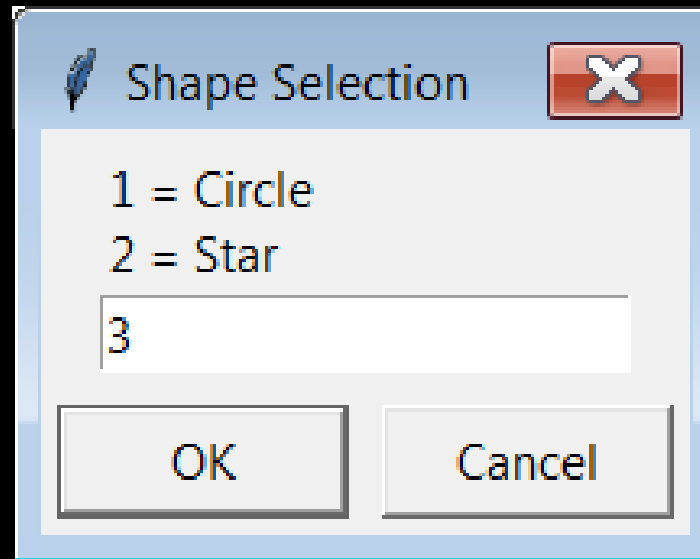 Shape Selection
1 = Circle
2 = Star
3
OK Cancel